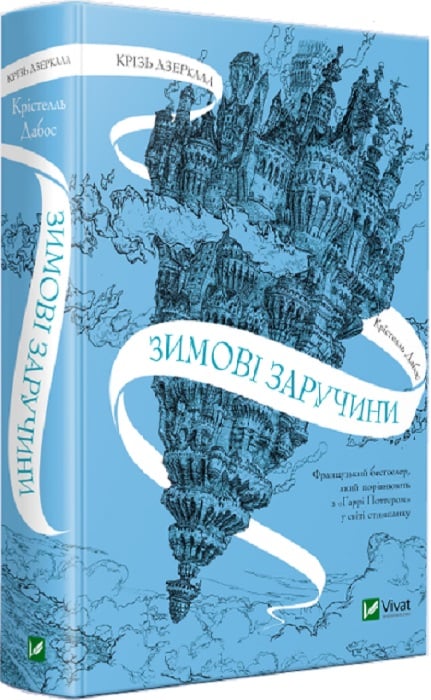 КРІЗЬ ДЗЕРКАЛА
Крістелль
Дабос
ЗИМОВІ ЗАРУЧИНИ
КРІЗЬ ДЗЕРКАЛА
Крістелль Дабос
ЗИМОВІ ЗАРУЧИНИ
Французький бестселер,
який порівнюють
з «Гаррі Поттером»
у світі стимпанку
Vivat